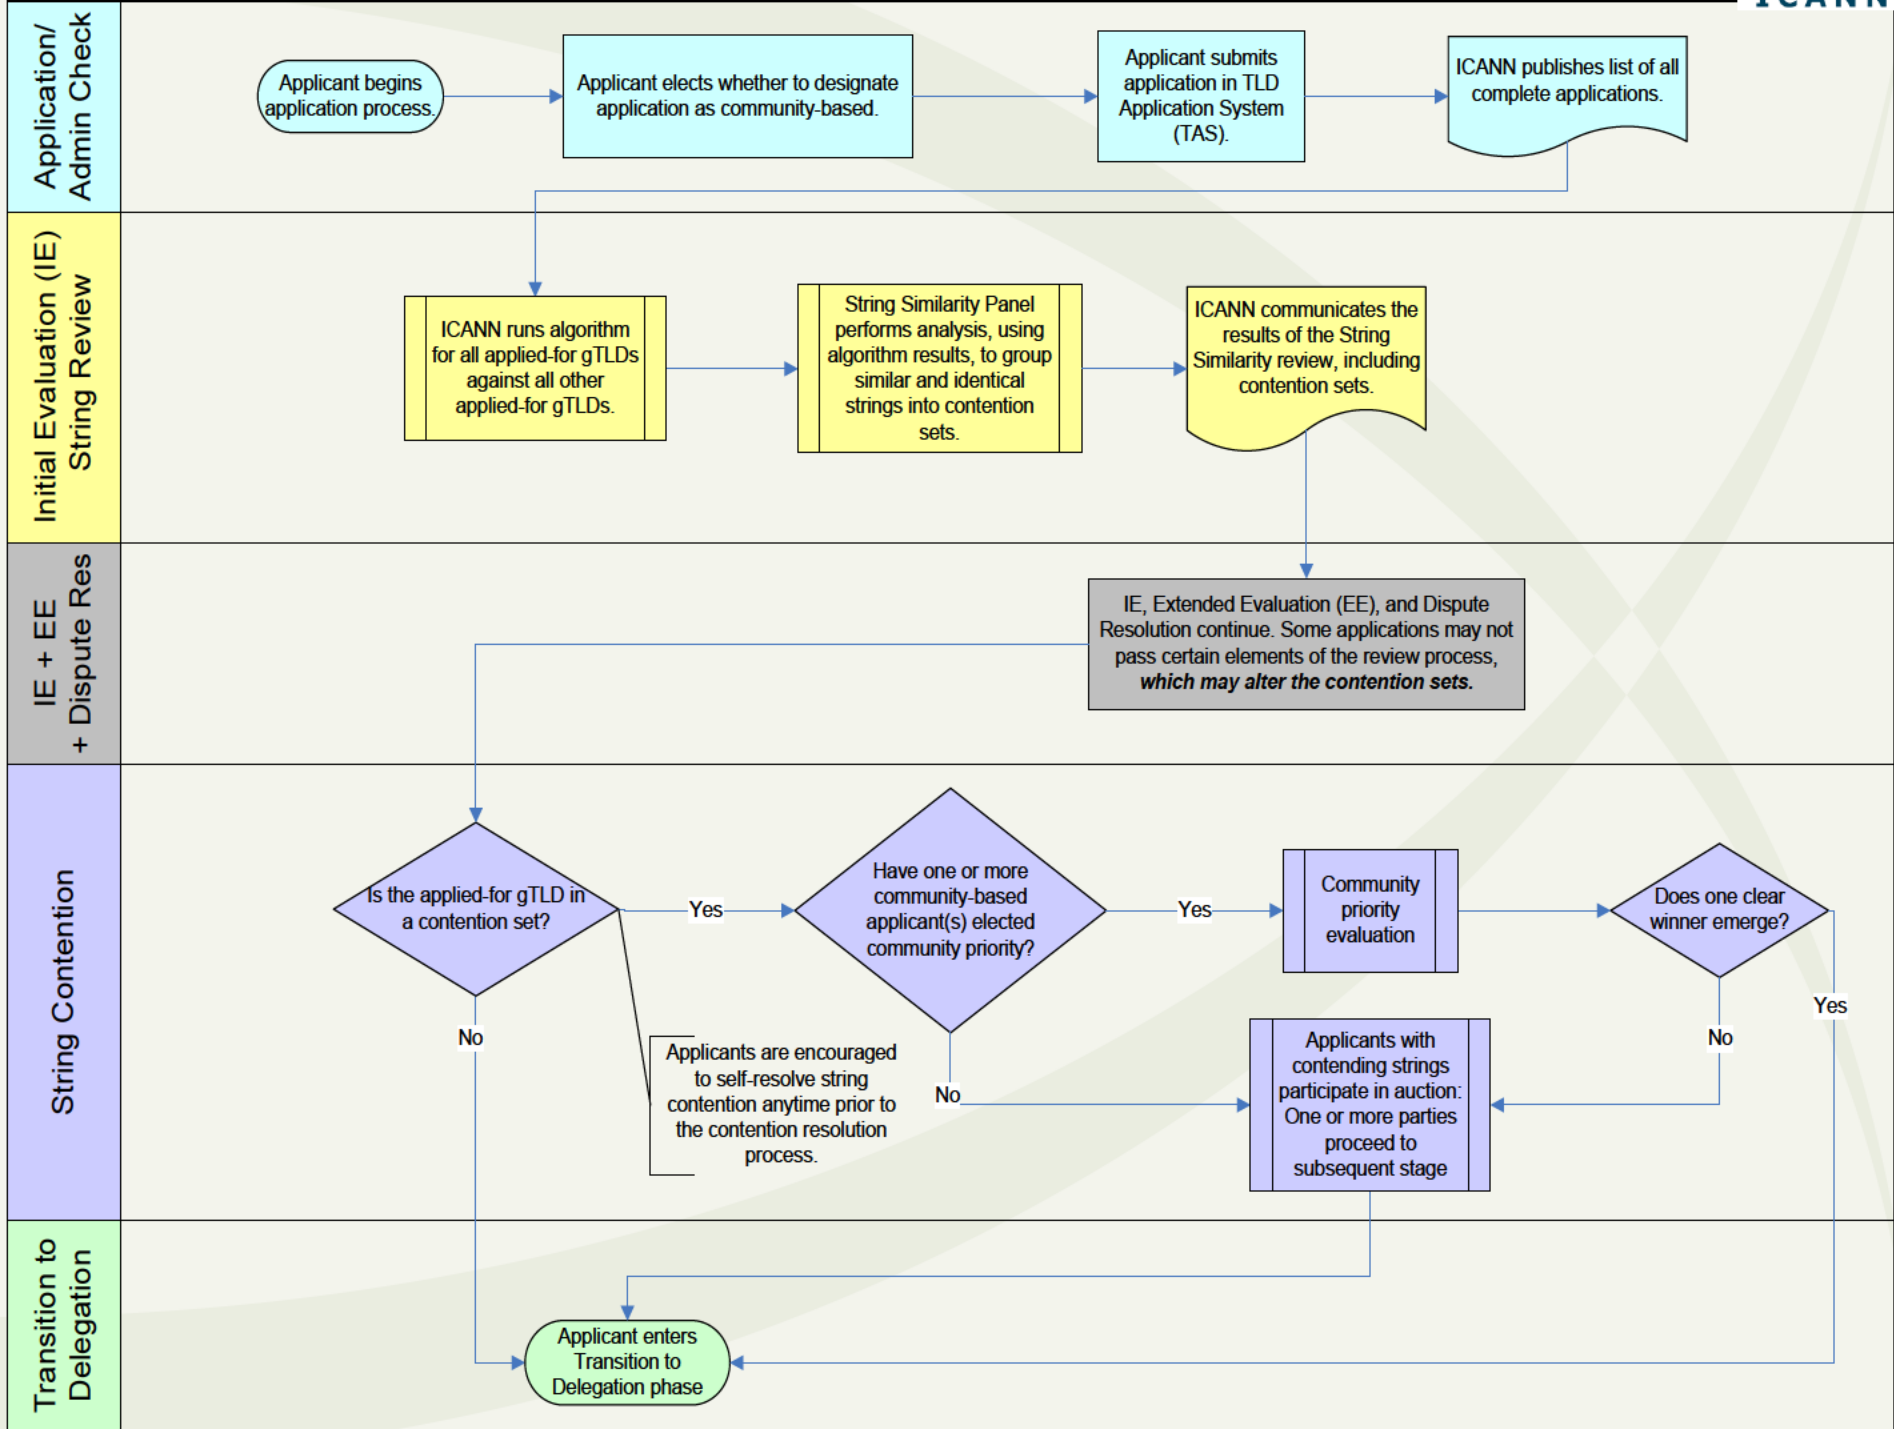 ICANN
Application/
Admin Check
Applicant begins
application process.
Applicant elects whether to designate
application as community-based.
Applicant submits
application in TLD
Application System
(TAS).
ICANN publishes list of all
complete applications.
Initial Evaluation (IE)
String Review
ICANN runs algorithm
for all applied-for gTLDs
against all other
applied-for gTLDs.
String Similarity Panel
performs analysis, using
algorithm results, to group
similar and identical
strings into contention
sets.
ICANN communicates the
results of the String
Similarity review, including
contention sets.
IE + EE
+ Dispute Res
IE, Extended Evaluation (EE), and Dispute
Resolution continue. Some applications may not
pass certain elements of the review process,
which may alter the contention sets.
String Contention
Is the applied-for gTLD in
a contention set?
Yes
Have one or more
community-based
applicant(s) elected
community priority?
Yes
Community
priority
evaluation
Does one clear
winner emerge?
Yes
No
No
No
Applicants are encouraged
to self-resolve string
contention anytime prior to
the contention resolution
process.
Applicants with
contending strings
participate in auction:
One or more parties
proceed to
subsequent stage
Transition to
Delegation
Applicant enters
Transition to
Delegation phase